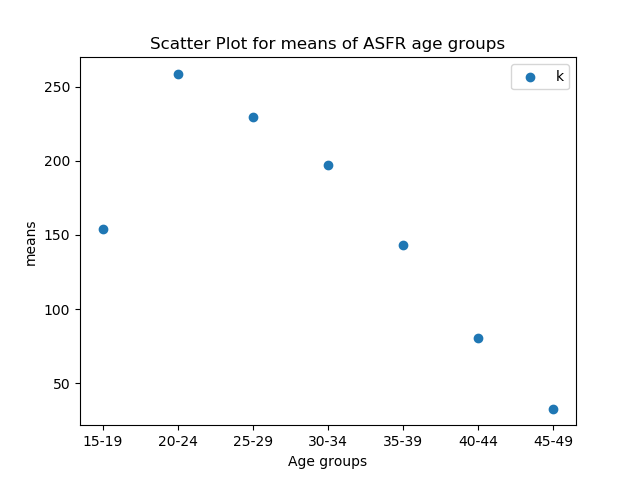 Scatter Plot for means of ASFR age groups
k
250
200
150
100
50
means
15-19 20-24 25-29 30-34 35-39 40-44 45-49
Age groups